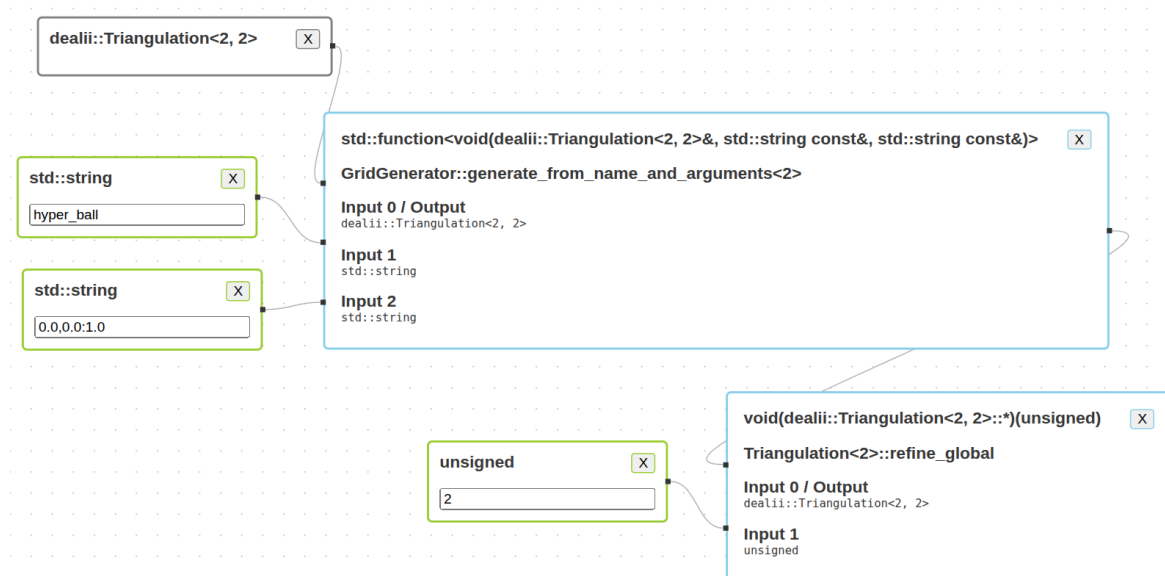 dealii::Triangulation<2, 2>
X
std::function<void(dealii::Triangulation<2, 2>&, std::string const&, std::string const&)>
X
GridGenerator::generate_from_name_and_arguments<2>
Input 0 / Output
dealii::Triangulation<2, 2>
Input 1
std::string
Input 2
std::string
std::string
X
hyper_ball
std::string
X
0.0,0.0:1.0
void(dealii::Triangulation<2, 2>::*)(unsigned)
X
Triangulation<2>::refine_global
Input 0 / Output
dealii::Triangulation<2, 2>
Input 1
unsigned
unsigned
X
2